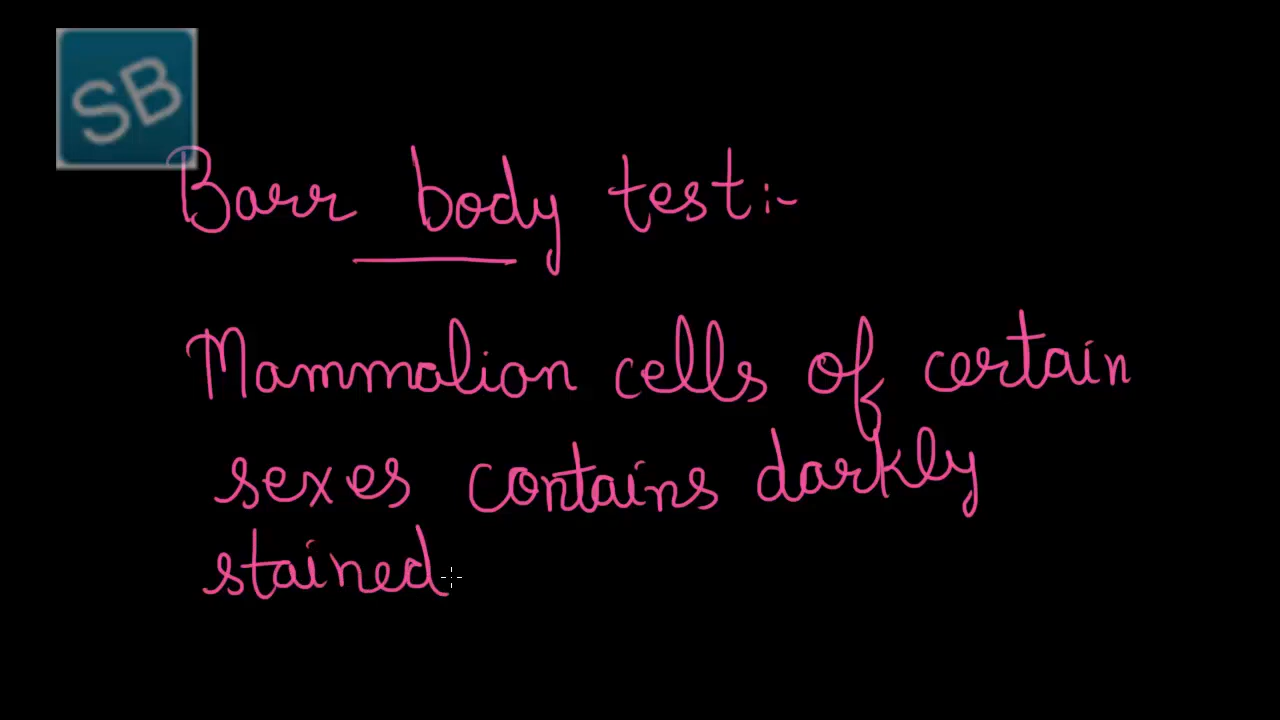 SB
Barr body test:-
Mammalian cells of certain
sexes contains darkly
stained